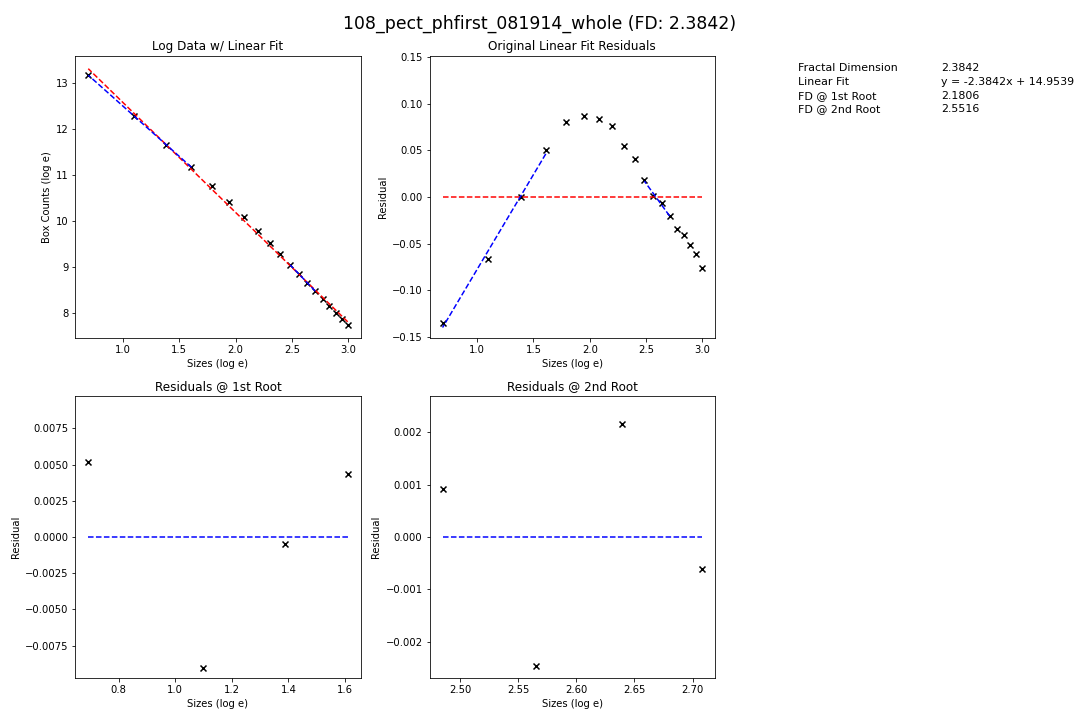 108_pect_phfirst_081914_whole (FD: 2.3842)
Log Data w/ Linear Fit
13
12
11
10
9
8
Box Counts (log e)
1.0 1.5 2.0 2.5 3.0
Sizes (log e)
Original Linear Fit Residuals
0.15
0.10
0.05
0.00
−0.05
−0.10
−0.15
Residual
1.0 1.5 2.0 2.5 3.0
Sizes (log e)
Fractal Dimension 2.3842
Linear Fit y = -2.3842x + 14.9539
FD @ 1st Root 2.1806
FD @ 2nd Root 2.5516
Residuals @ 1st Root
0.0075
0.0050
0.0025
0.0000
−0.0025
−0.0050
−0.0075
Residual
0.8 1.0 1.2 1.4 1.6
Sizes (log e)
Residuals @ 2nd Root
0.002
0.001
0.000
−0.001
−0.002
Residual
2.50 2.55 2.60 2.65 2.70
Sizes (log e)